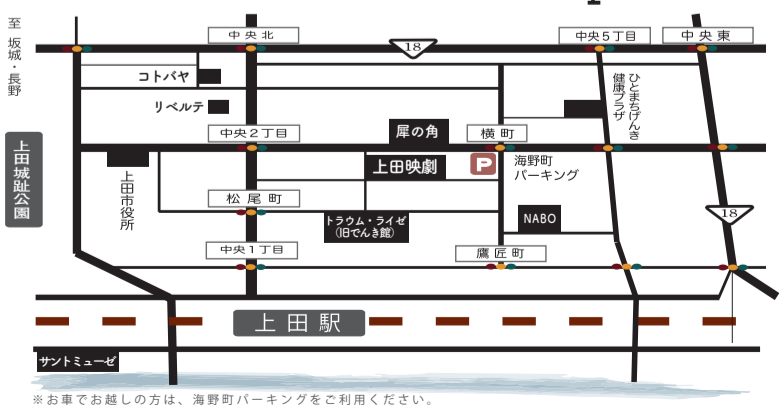 至 坂城・長野
中央北
18
中央5丁目
中央東
コトバヤ
リベルテ
ひとまちげんき
健康プラザ
上田城趾公園
中央2丁目
犀の角
横町
上田映劇
P
海野町
パーキング
上田市役所
松尾町
トラウム・ライゼ
(旧でんき館)
NABO
18
中央1丁目
鷹匠町
上田駅
サントミューゼ
※お車でお越しの方は、海野町パーキングをご利用ください。